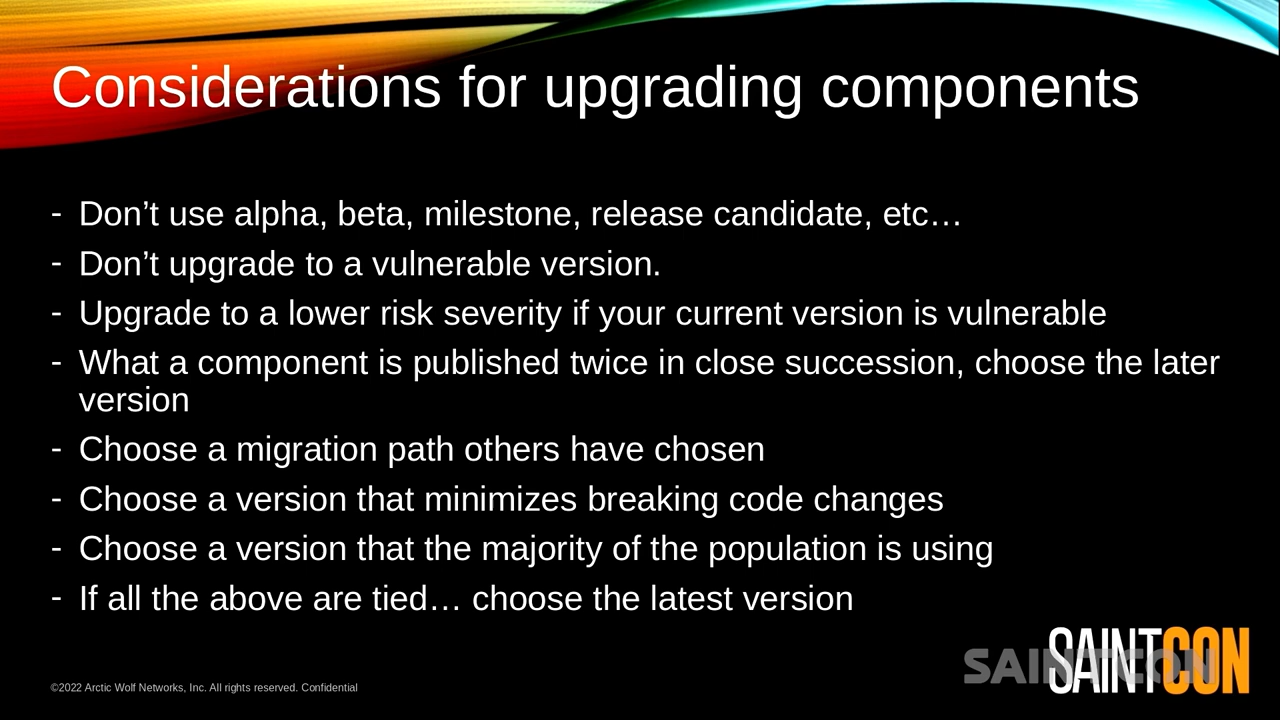 Considerations for upgrading components
- Don’t use alpha, beta, milestone, release candidate, etc…
- Don’t upgrade to a vulnerable version.
- Upgrade to a lower risk severity if your current version is vulnerable
- What a component is published twice in close succession, choose the later
version
- Choose a migration path others have chosen
- Choose a version that minimizes breaking code changes
- Choose a version that the majority of the population is using
- If all the above are tied… choose the latest version
SAINTCON
SAINTCON
©2022 Arctic Wolf Networks, Inc. All rights reserved. Confidential